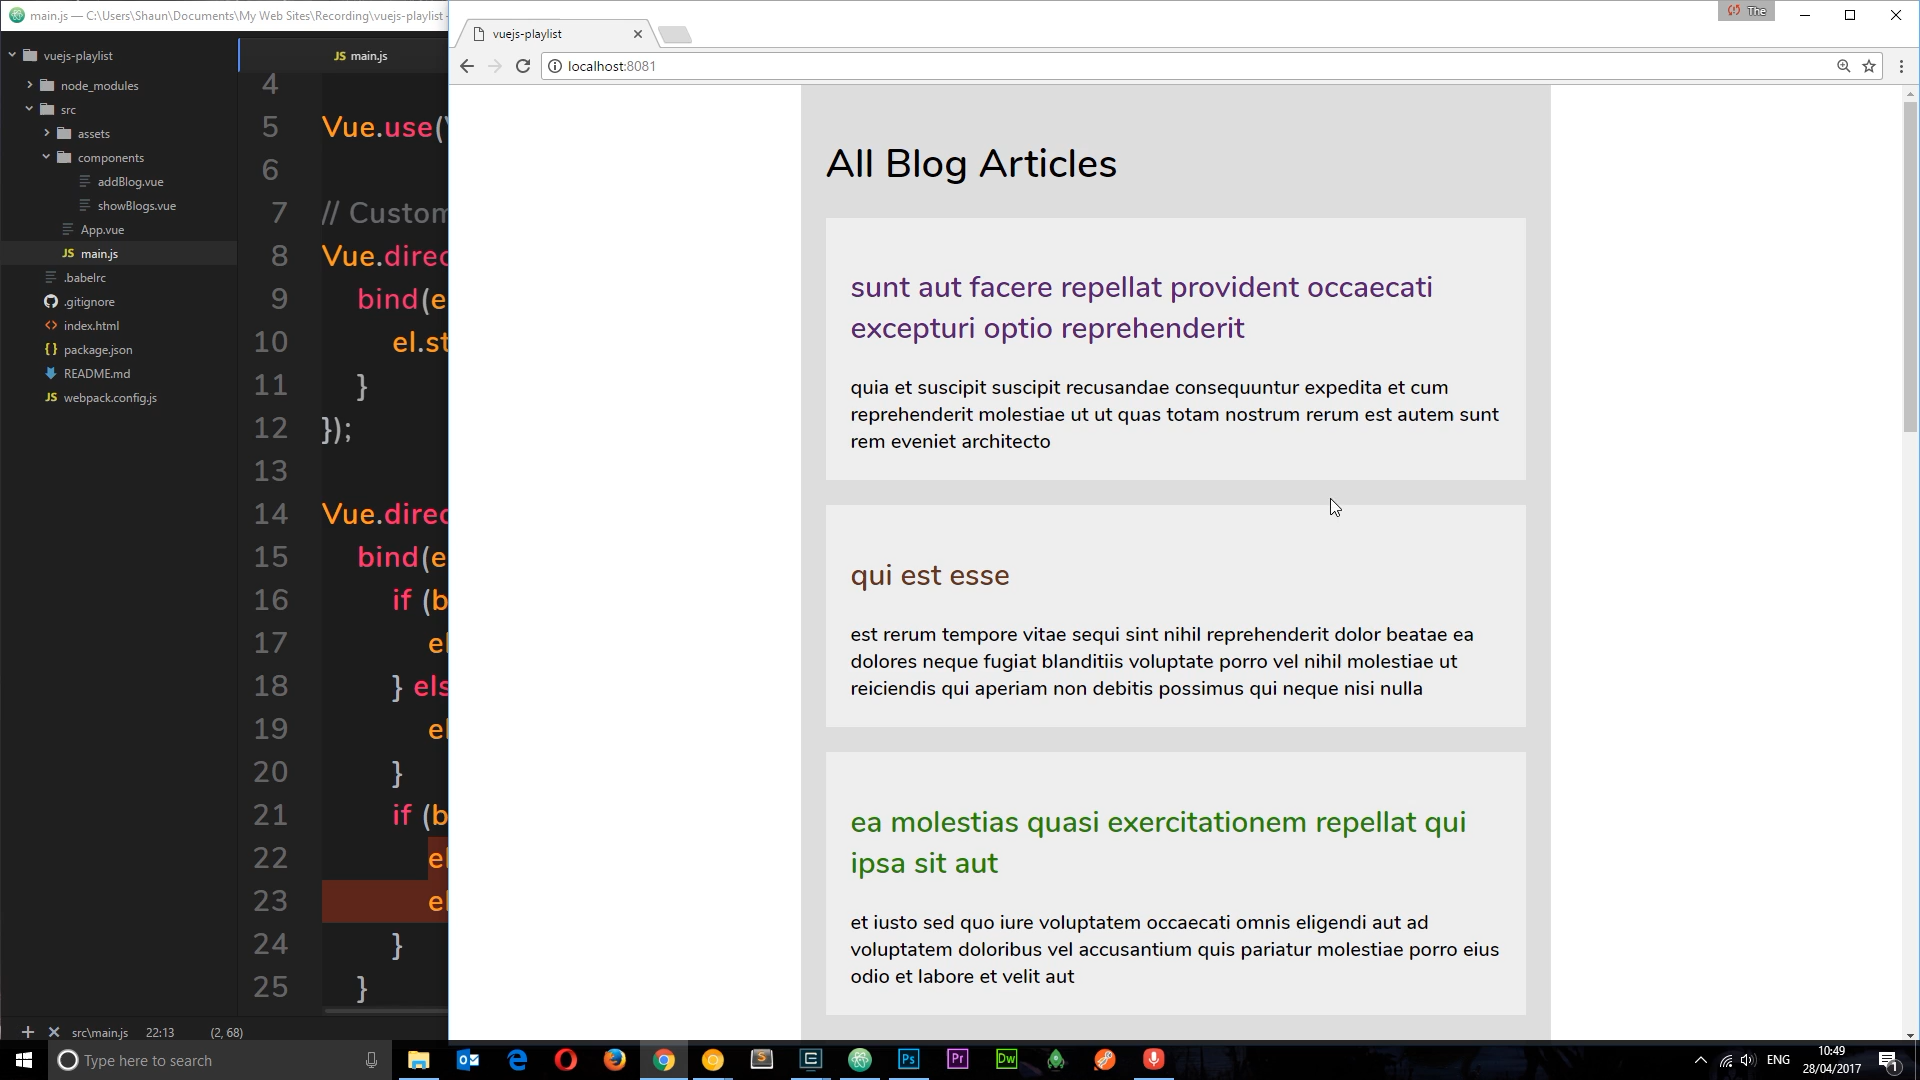 main.js — C:\Users\Shaun\Documents\My Web Sites\Recording\vuejs-playlist -
The
vuejs-playlist
localhost:8081
vuejs-playlist
node_modules
src
assets
components
addBlog.vue
showBlogs.vue
App.vue
JS main.js
.babelrc
.gitignore
<> index.html
{} package.json
README.md
JS webpack.config.js
JS main.js
4
5 Vue.use(
6
7 // Custom
8 Vue.direc
9 bind(e
10 el.st
11 }
12 });
13
14 Vue.direc
15 bind(e
16 if (b
17 el
18 } els
19 el
20 }
21 if (b
22 el
23 el
24 }
25 }
src\main.js 22:13 (2, 68)
All Blog Articles
sunt aut facere repellat provident occaecati
excepturi optio reprehenderit
quia et suscipit suscipit recusandae consequuntur expedita et cum
reprehenderit molestiae ut ut quas totam nostrum rerum est autem sunt
rem eveniet architecto
qui est esse
est rerum tempore vitae sequi sint nihil reprehenderit dolor beatae ea
dolores neque fugiat blanditiis voluptate porro vel nihil molestiae ut
reiciendis qui aperiam non debitis possimus qui neque nisi nulla
ea molestias quasi exercitationem repellat qui
ipsa sit aut
et iusto sed quo iure voluptatem occaecati omnis eligendi aut ad
voluptatem doloribus vel accusantium quis pariatur molestiae porro eius
odio et labore et velit aut
Type here to search
Ps
Pr
Dw
ENG
10:49
28/04/2017
1